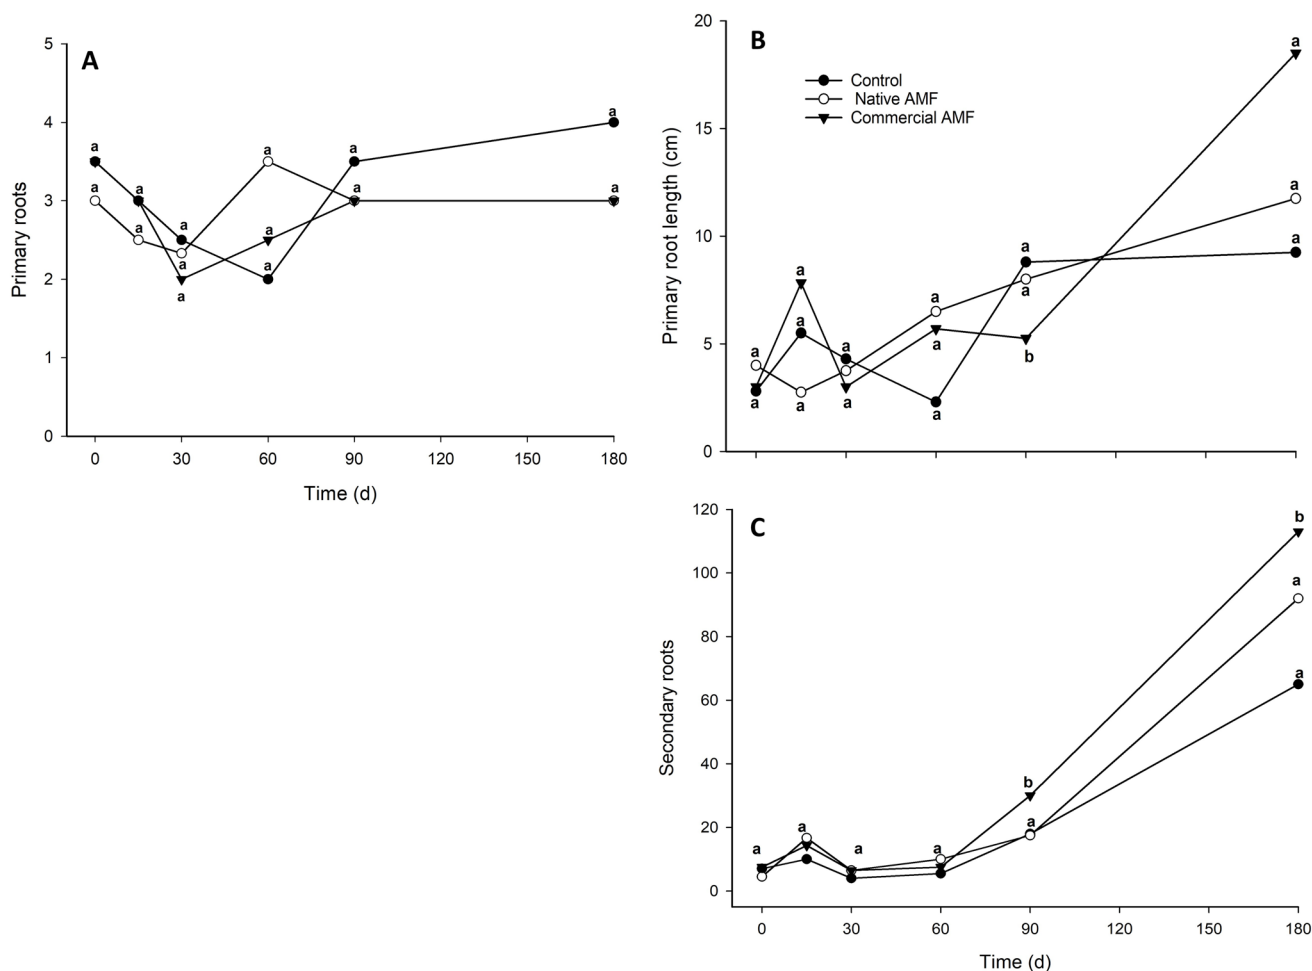 A
5
4
3
2
1
0
Primary roots
a
a
a
a
a
a
a
a
a
a
a
a
a
a
0
30
60
90
120
150
180
Time (d)
B
20
15
10
5
0
Primary root length (cm)
Control
Native AMF
Commercial AMF
a
a
a
a
a
a
a
a
a
a
a
a
b
a
a
a
C
120
100
80
60
40
20
0
Secondary roots
a
a
a
a
b
a
b
a
a
0
30
60
90
120
150
180
Time (d)